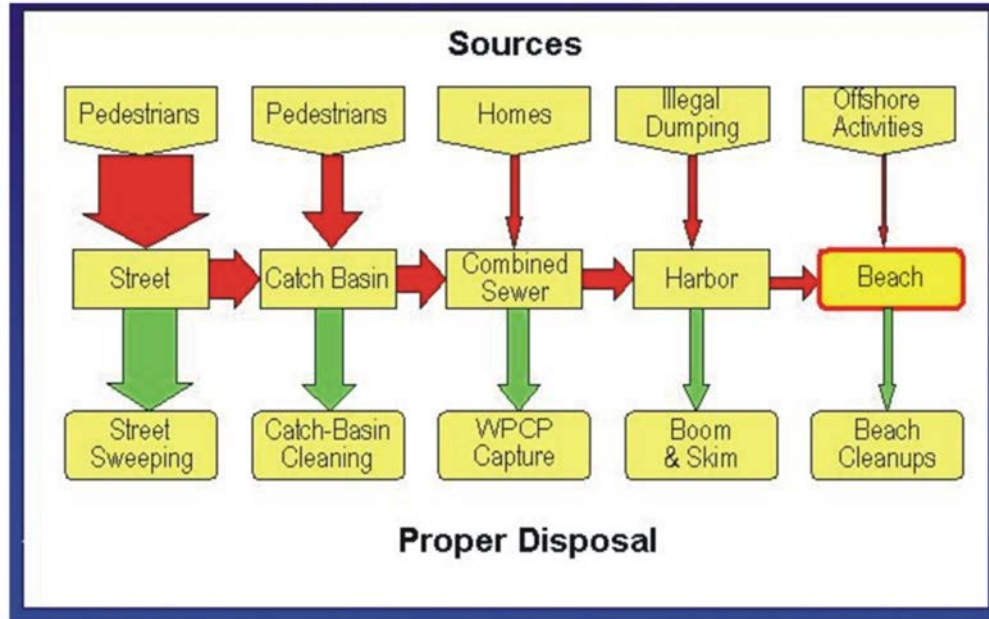 Sources
Pedestrians
Pedestrians
Homes
Illegal
Dumping
Offshore
Activities
Street
Catch Basin
Combined
Sewer
Harbor
Beach
Street
Sweeping
Catch-Basin
Cleaning
WPCP
Capture
Boom
& Skim
Beach
Cleanups
Proper Disposal